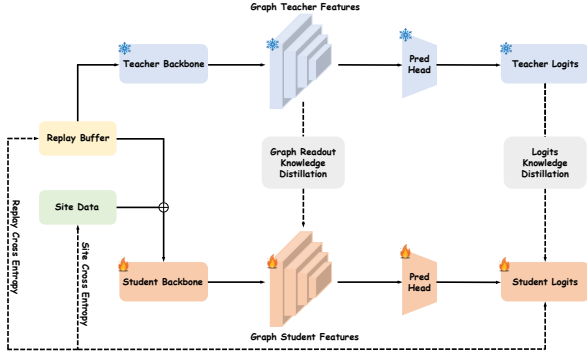 Graph Teacher Features
Teacher Backbone
Pred
Head
Teacher Logits
Replay Buffer
Graph Readout
Knowledge
Distillation
Logits
Knowledge
Distillation
Site Data
Replay Cross Entropy
Site Cross Entropy
Student Backbone
Pred
Head
Student Logits
Graph Student Features